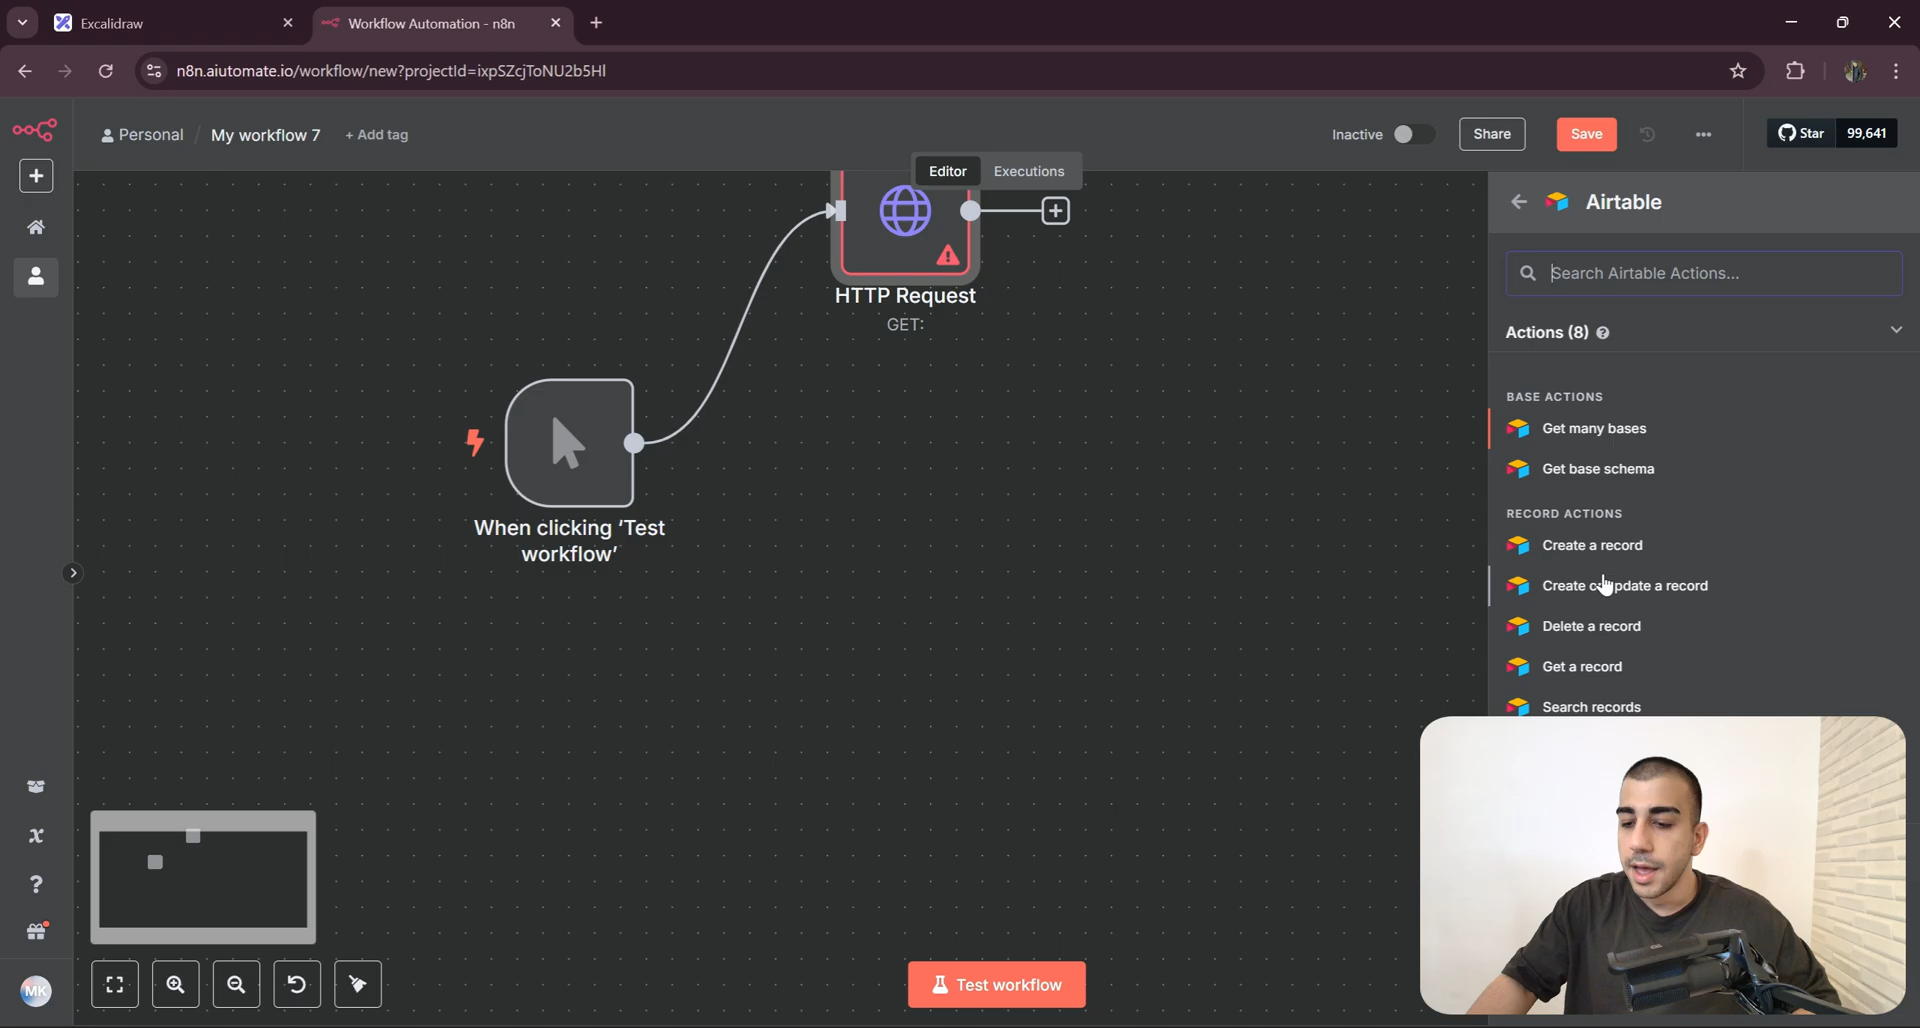 Excalidraw
Workflow Automation - n8n
n8n.aiutomate.io/workflow/new?projectId=ixpSZcjToNU2b5Hl
Personal / My workflow 7 + Add tag
Inactive
Share
Save
Star 99,641
Editor Executions
Airtable
Search Airtable Actions...
Actions (8)
BASE ACTIONS
Get many bases
Get base schema
RECORD ACTIONS
Create a record
Create or update a record
Delete a record
Get a record
Search records
HTTP Request
GET:
When clicking ‘Test
workflow’
MK
Test workflow